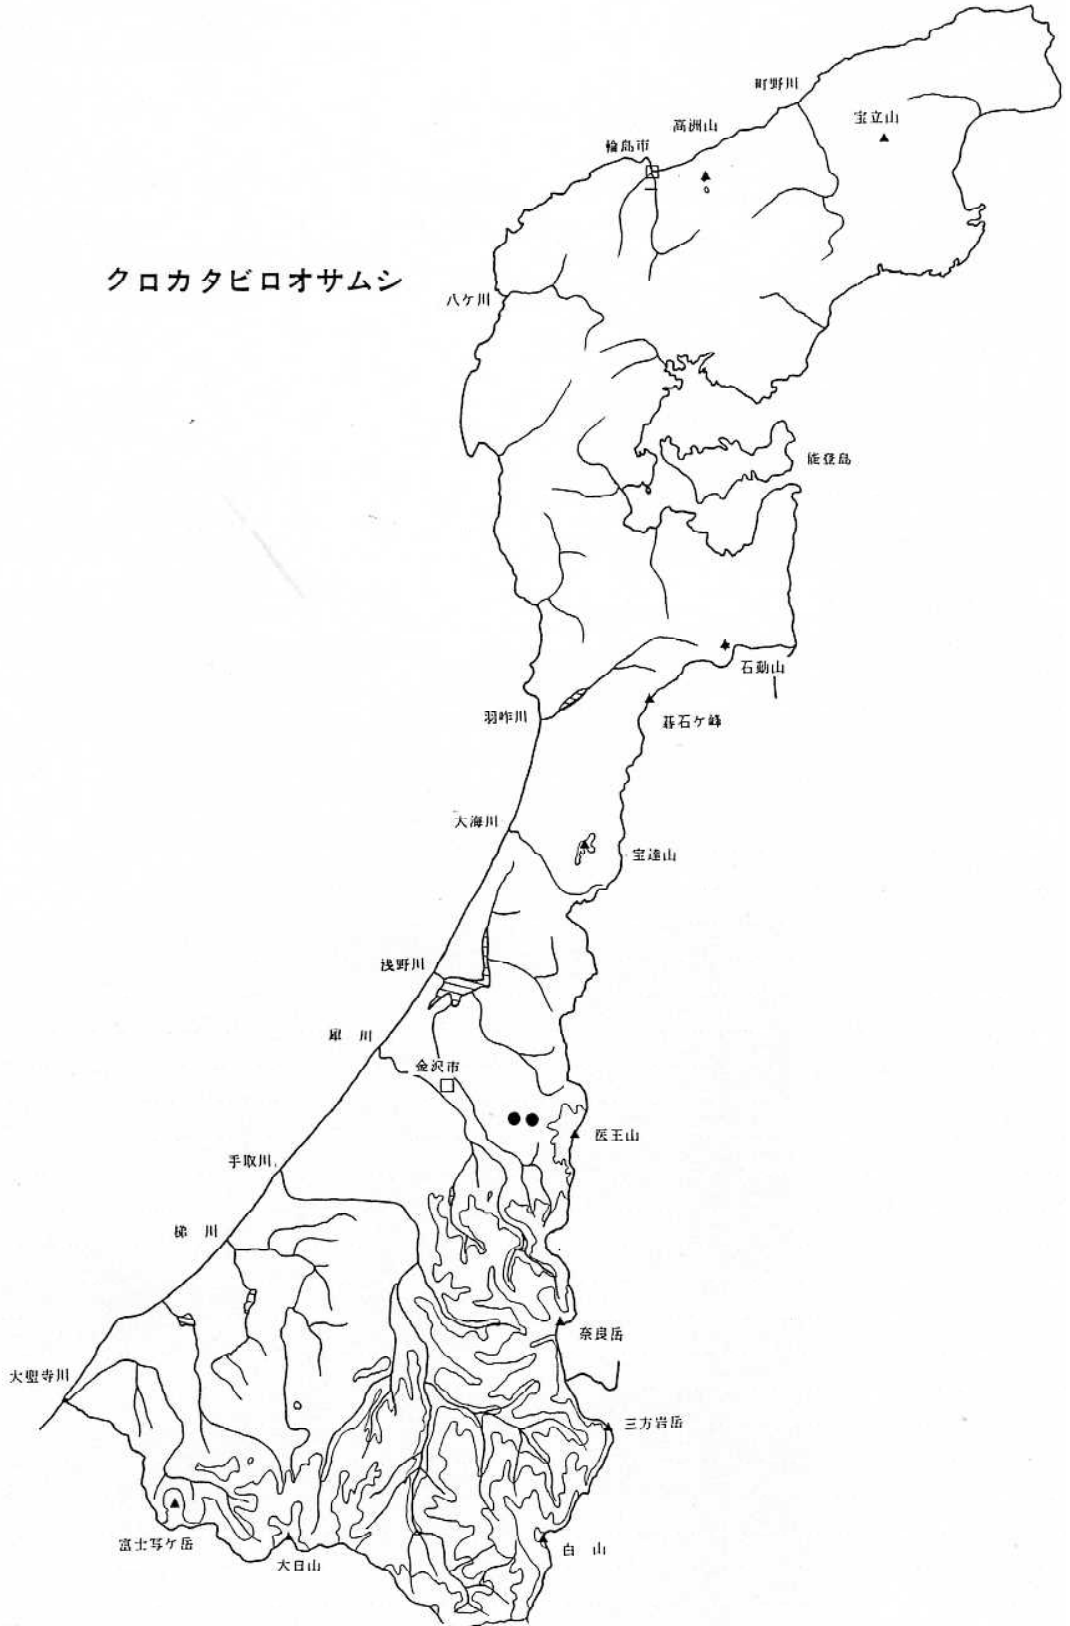 町野川
宝立山
高洲山
輪島市
クロカタビロオサムシ
八ケ川
能登島
石動山
羽咋川
碁石ケ峰
大海川
宝達山
浅野川
犀川
金沢市
医王山
手取川
梯川
奈良岳
大聖寺川
三方岩岳
富士写ケ岳
大日山
白山